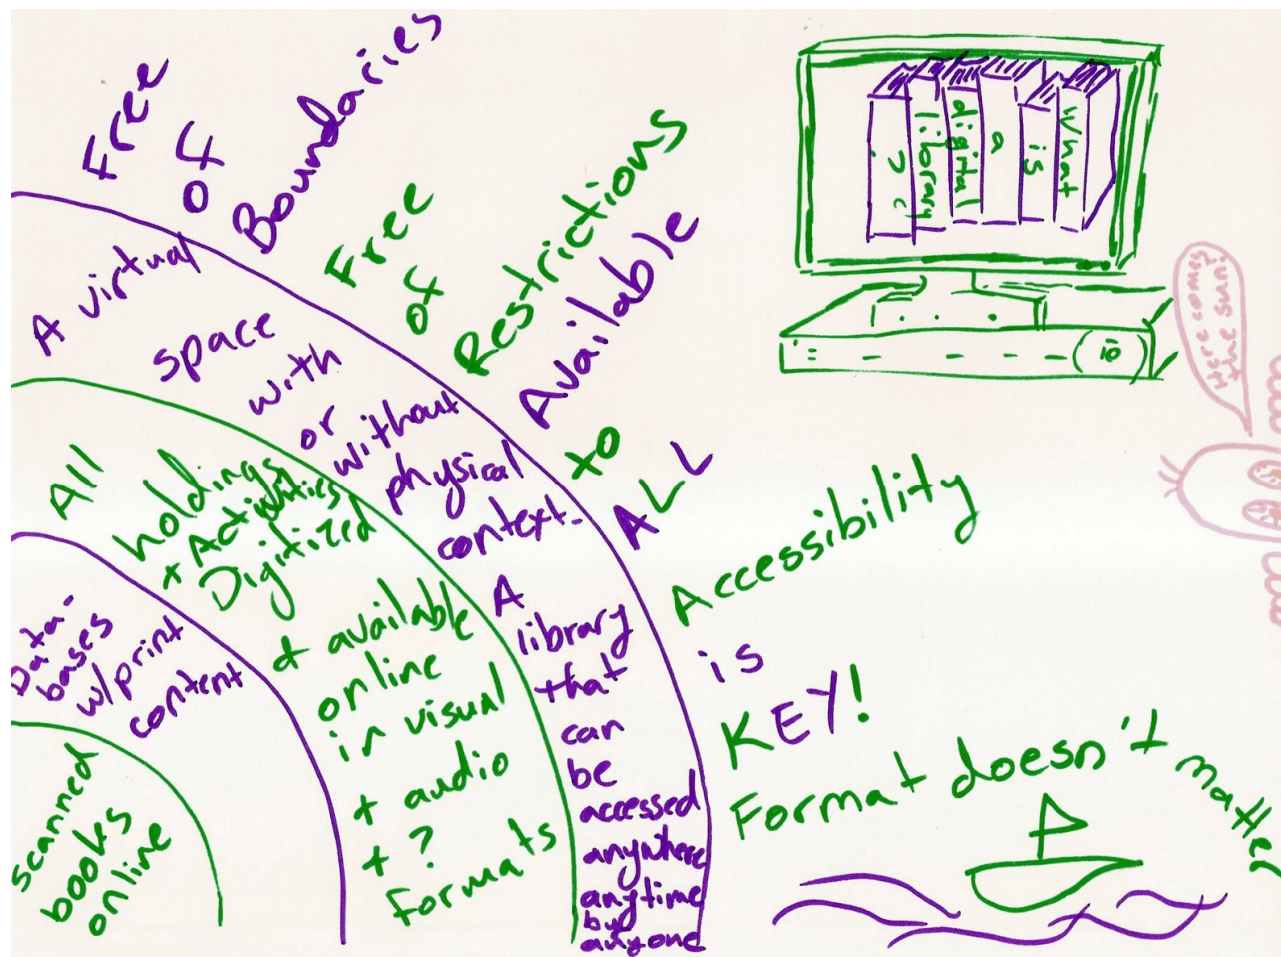 Free
of
Boundaries
Free
of
Restrictions
Available
to
ALL
Accessibility
is
KEY!
Format doesn't matter
A virtual
space
with
or
without
physical
context.
A
library
that
can
be
accessed
anywhere
anytime
by
anyone
All
holdings
+ Activities
Digitized
+ available
online
in visual
+ audio
+ ?
formats
Data-
bases
w/print
content
scanned
books
online
What
is
a
digital
library
?
Here comes
the sun!